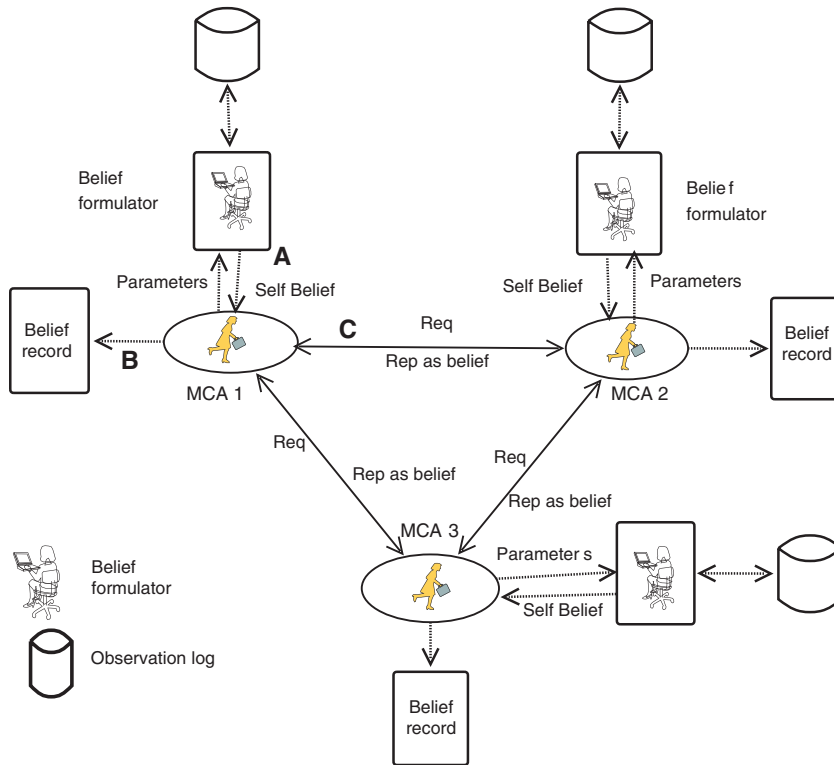 Belief
formulator
A
Parameters
Self Belief
Belief
record
B
C
Req
Rep as belief
MCA 1
Belie f
formulator
Self Belief
Parameters
MCA 2
Belief
record
Req
Rep as belief
Req
Rep as belief
MCA 3
Parameter s
Self Belief
Belief
record
Belief
formulator
Observation log